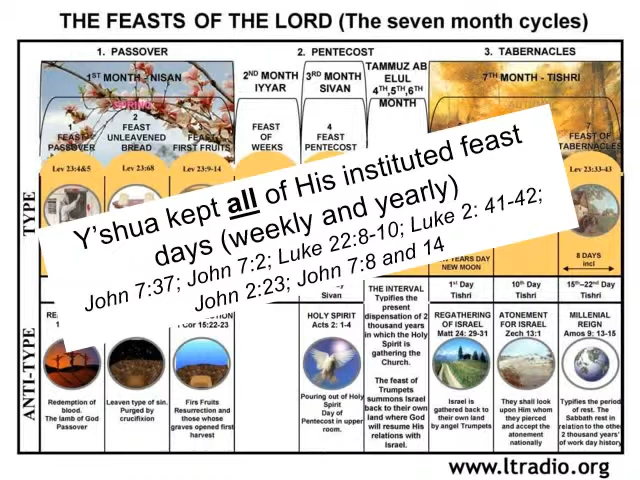 THE FEASTS OF THE LORD (The seven month cycles)
1. PASSOVER
2. PENTECOST
3. TABERNACLES
1ST MONTH - NISAN
2ND MONTH
IYYAR
3RD MONTH
SIVAN
TAMMUZ AB
ELUL
4TH,5TH,6TH
MONTH
7TH MONTH - TISHRI
SPRING
FEAST
PASSOVER
2
FEAST
UNLEAVENED
BREAD
FEAST
FIRST FRUITS
FEAST
OF
WEEKS
4
FEAST
PENTECOST
7
FEAST OF
TABERNACLES
Lev 23:4&5
Lev 23:68
Lev 23:9-14
Lev 23:33-43
TYPE
Y'shua kept all of His instituted feast
days (weekly and yearly)
John 7:37; John 7:2; Luke 22:8-10; Luke 2: 41-42;
John 2:23; John 7:8 and 14
YEARS DAY
NEW MOON
8 DAYS
incl
Sivan
1st Day
Tishri
10th Day
Tishri
15th–22nd Day
Tishri
ANTI-TYPE
Cor 15:22-23
HOLY SPIRIT
Acts 2: 1-4
THE INTERVAL
Typifies the
present
dispensation of 2
thousand years
in which the
Holy Spirit
is
gathering the
Church.
The feast of
Trumpets
summons Israel
back to their own
land where God
will resume His
relations with
Israel.
REGATHERING
OF ISRAEL
Matt 24: 29-31
ATONEMENT
FOR ISRAEL
Zech 13:1
MILLENIAL
REIGN
Amos 9: 13-15
Redemption of
blood.
The lamb of God
Passover
Leaven type of sin.
Purged by
crucifixion
Firs Fruits
Resurrection and
those whose
graves opened first
harvest
Pouring out of Holy
Spirit
Day of
Pentecost in upper
room.
Israel is
gathered back to
their own land
by angel Trumpets
They shall look
upon Him whom
they pierced
and accept the
atonement
nationally
Typifies the period
of rest. The
Sabbath rest in
relation to the other
2 thousand years'
of work day history
www.ltradio.org